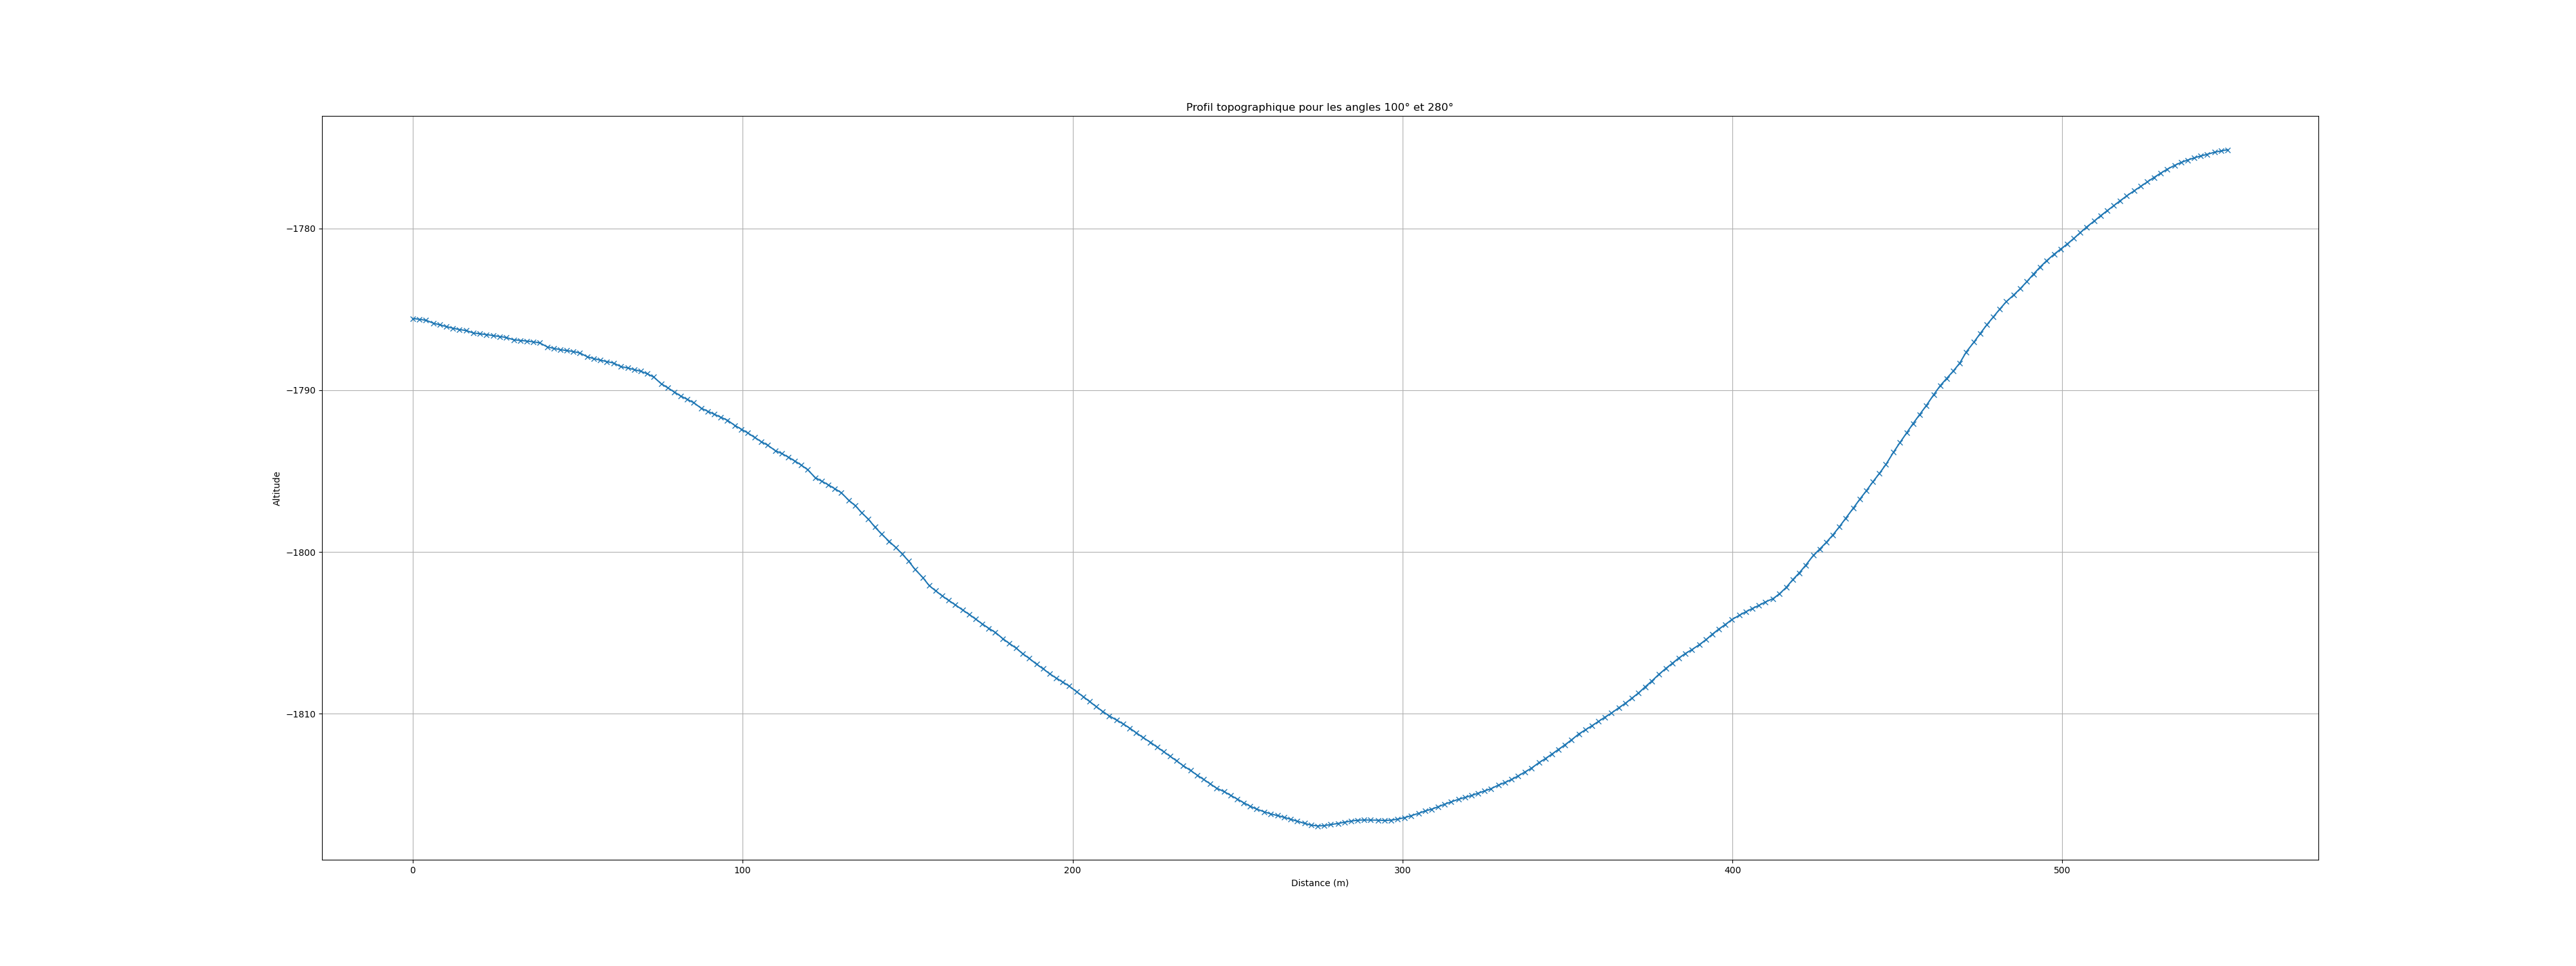 Profil topographique pour les angles 100° et 280°
Altitude
−1780
−1790
−1800
−1810
0 100 200 300 400 500
Distance (m)